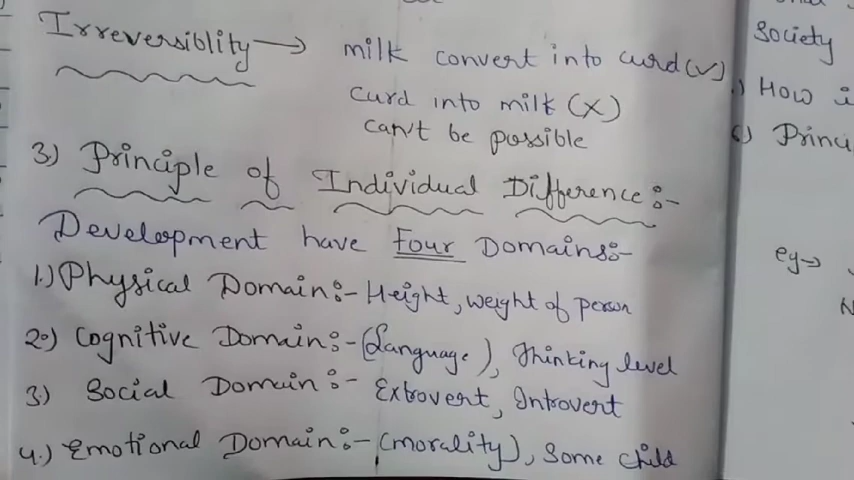 Irreversiblity → milk convert into curd (✓)
curd into milk (X)
can't be possible
3.) Principle of Individual Difference:-
Development have Four Domains:-
1.) Physical Domain:- Height, weight of person
2.) Cognitive Domain:- (Language), Thinking level
3.) Social Domain:- Extrovert, Introvert
4.) Emotional Domain:- (morality), Some child
Society
How
eg→